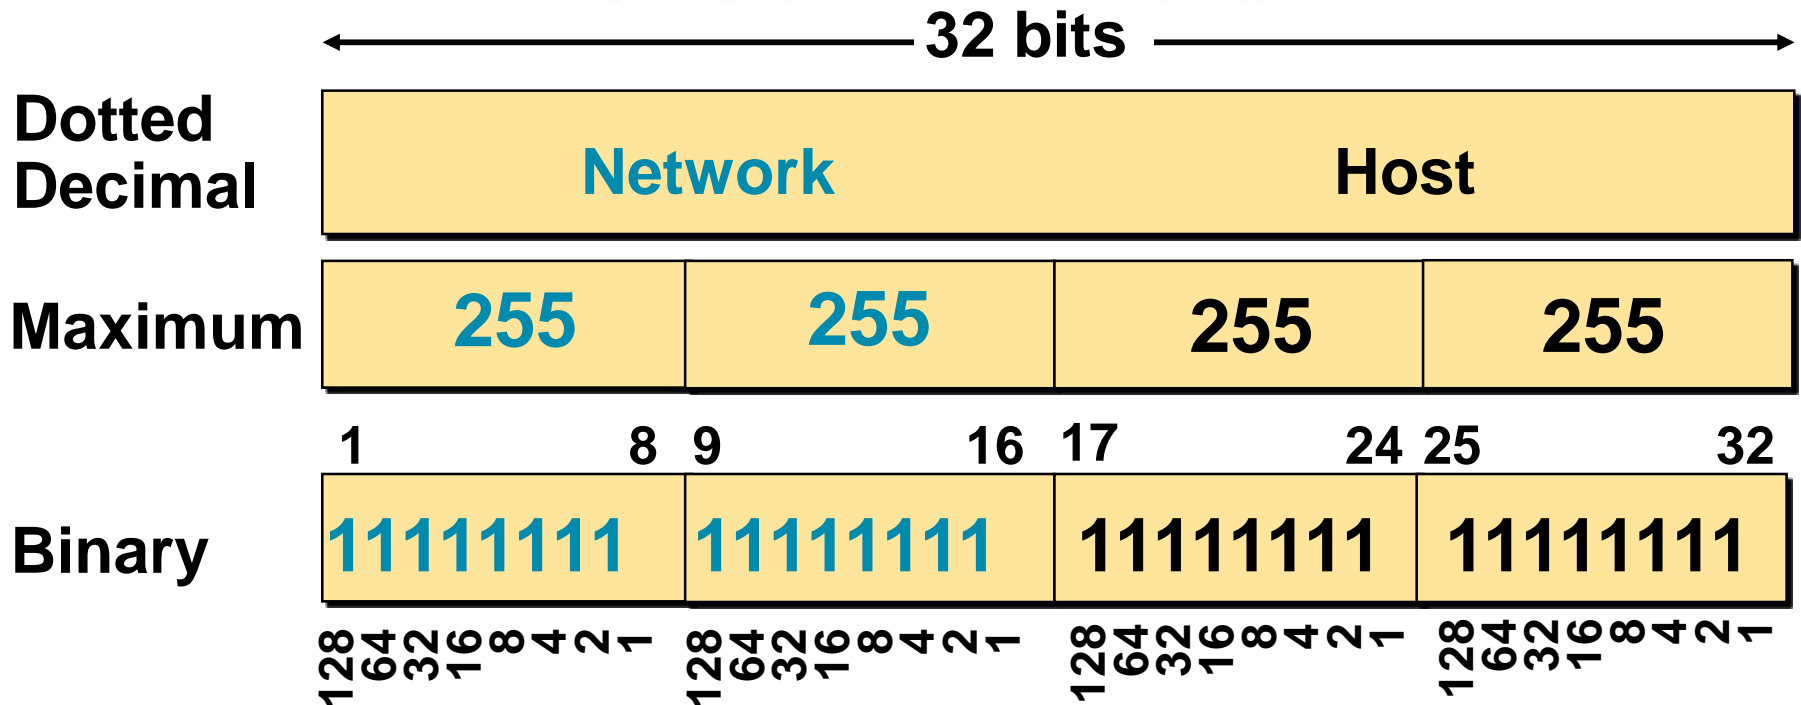 32 bits
Dotted
Decimal
Network Host
Maximum 255 255 255 255
1 8 9 16 17 24 25 32
Binary 11111111 11111111 11111111 11111111
128 64 32 16 8 4 2 1 128 64 32 16 8 4 2 1 128 64 32 16 8 4 2 1 128 64 32 16 8 4 2 1